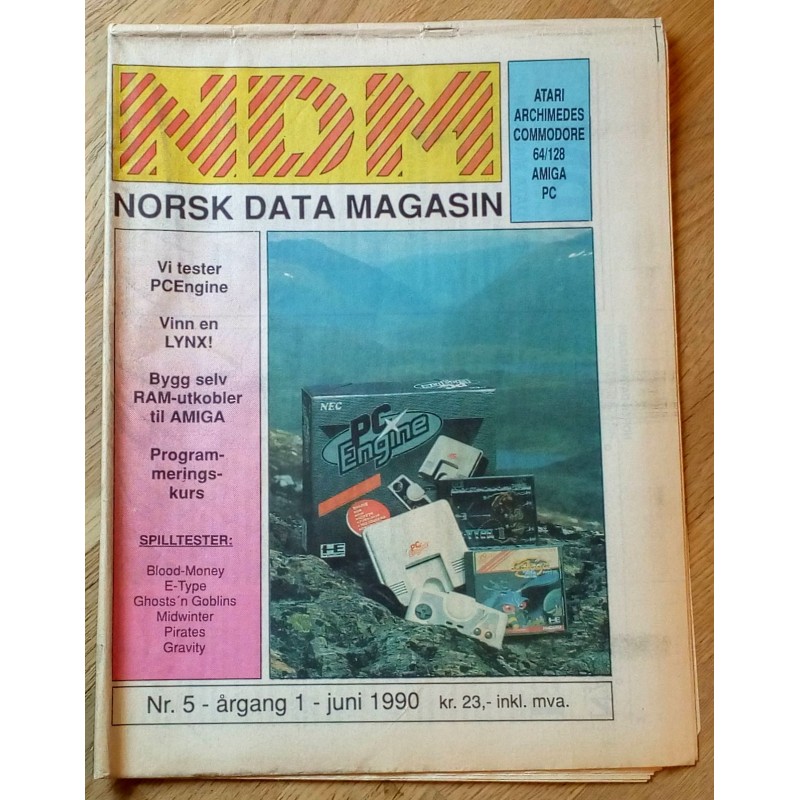 NDM
NORSK DATA MAGASIN
ATARI
ARCHIMEDES
COMMODORE
64/128
AMIGA
PC
Vi tester
PCEngine
Vinn en
LYNX!
Bygg selv
RAM-utkobler
til AMIGA
Program-
merings-
kurs
SPILLTESTER:
Blood-Money
E-Type
Ghosts´n Goblins
Midwinter
Pirates
Gravity
NEC
PC
Engine
Nr. 5 - årgang 1 - juni 1990 kr. 23,- inkl. mva.